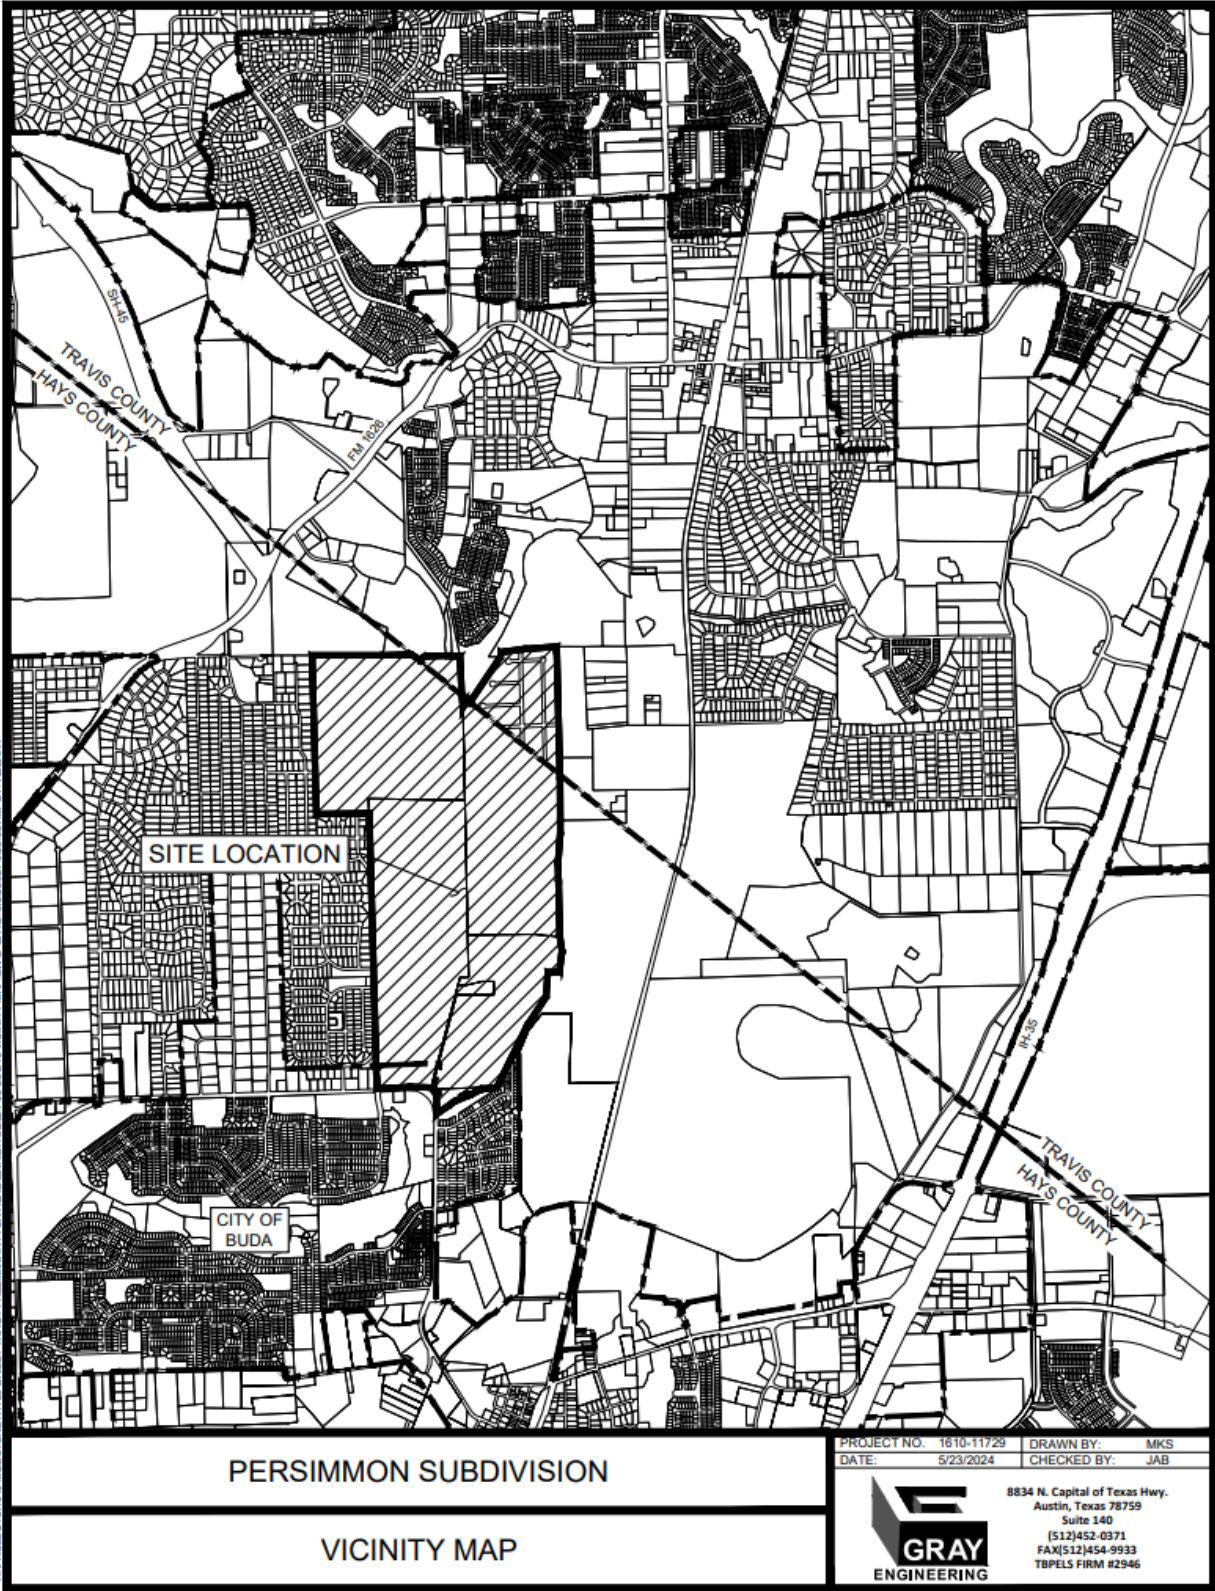 SH-45
TRAVIS COUNTY
HAYS COUNTY
FM 1626
SITE LOCATION
IH-35
TRAVIS COUNTY
HAYS COUNTY
CITY OF
BUDA
PERSIMMON SUBDIVISION
VICINITY MAP
PROJECT NO. 1610-11729 DRAWN BY: MKS
DATE: 5/23/2024 CHECKED BY: JAB
GRAY
ENGINEERING
8834 N. Capital of Texas Hwy.
Austin, Texas 78759
Suite 140
(512)452-0371
FAX(512)454-9933
TBPELS FIRM #2946